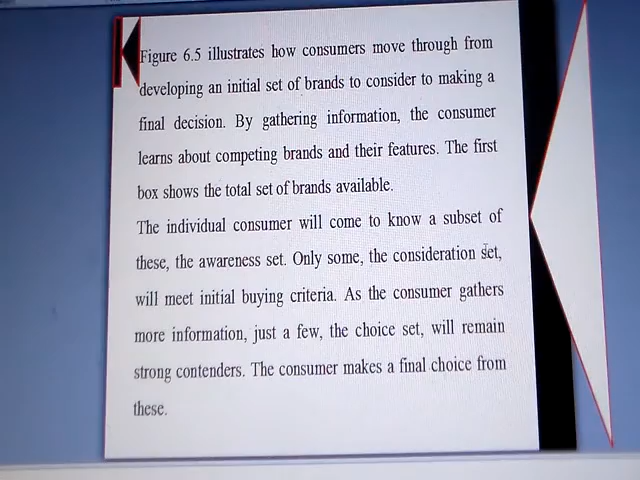 Figure 6.5 illustrates how consumers move through from
developing an initial set of brands to consider to making a
final decision. By gathering information, the consumer
learns about competing brands and their features. The first
box shows the total set of brands available.
The individual consumer will come to know a subset of
these, the awareness set. Only some, the consideration set,
will meet initial buying criteria. As the consumer gathers
more information, just a few, the choice set, will remain
strong contenders. The consumer makes a final choice from
these.